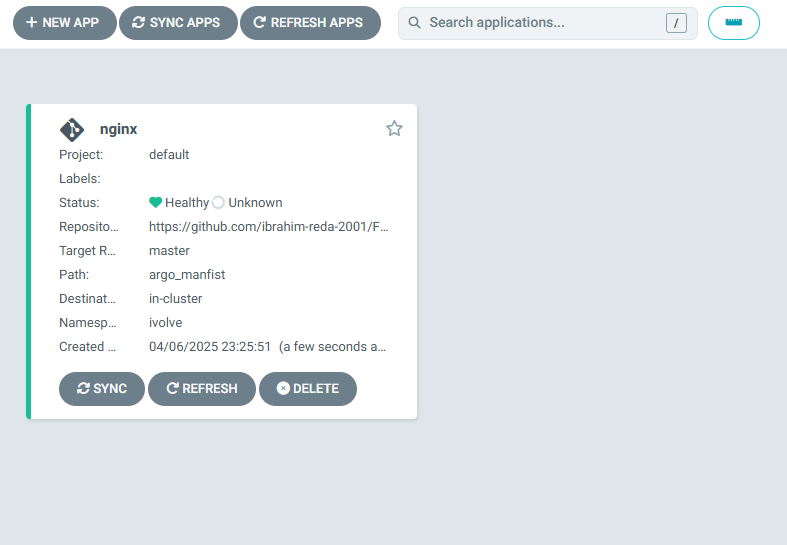 NEW APP SYNC APPS REFRESH APPS Search applications... /
nginx
Project: default
Labels:
Status: Healthy Unknown
Reposito... https://github.com/ibrahim-reda-2001/F...
Target R... master
Path: argo_manfist
Destinat... in-cluster
Namesp... ivolve
Created ... 04/06/2025 23:25:51 (a few seconds a...
SYNC REFRESH DELETE